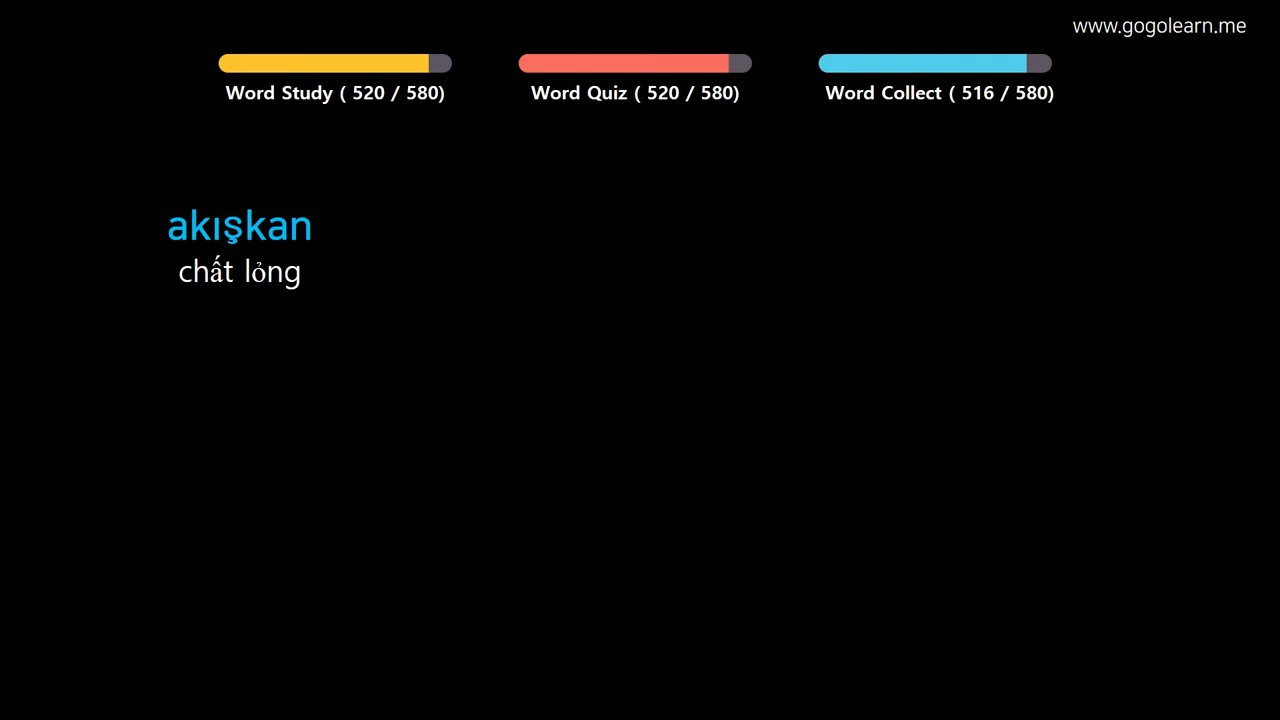 www.gogolearn.me
Word Study ( 520 / 580)
Word Quiz ( 520 / 580)
Word Collect ( 516 / 580)
akışkan
chất lỏng